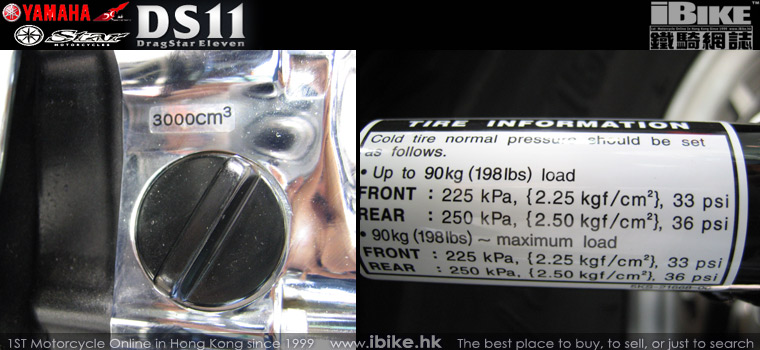 YAMAHA
Star
MOTORCYCLES
DS11
DragStar Eleven
iBIKE
鐵騎網誌
3000cm³
TIRE INFORMATION
Cold tire normal pressure should be set
as follows.
• Up to 90kg (198lbs) load
FRONT : 225 kPa, {2.25 kgf/cm²}, 33 psi
REAR : 250 kPa, {2.50 kgf/cm²}, 36 psi
• 90kg (198lbs) ~ maximum load
FRONT : 225 kPa, {2.25 kgf/cm²}, 33 psi
REAR : 250 kPa, {2.50 kgf/cm²}, 36 psi
1ST Motorcycle Online in Hong Kong since 1999 www.ibike.hk The best place to buy, to sell, or just to search